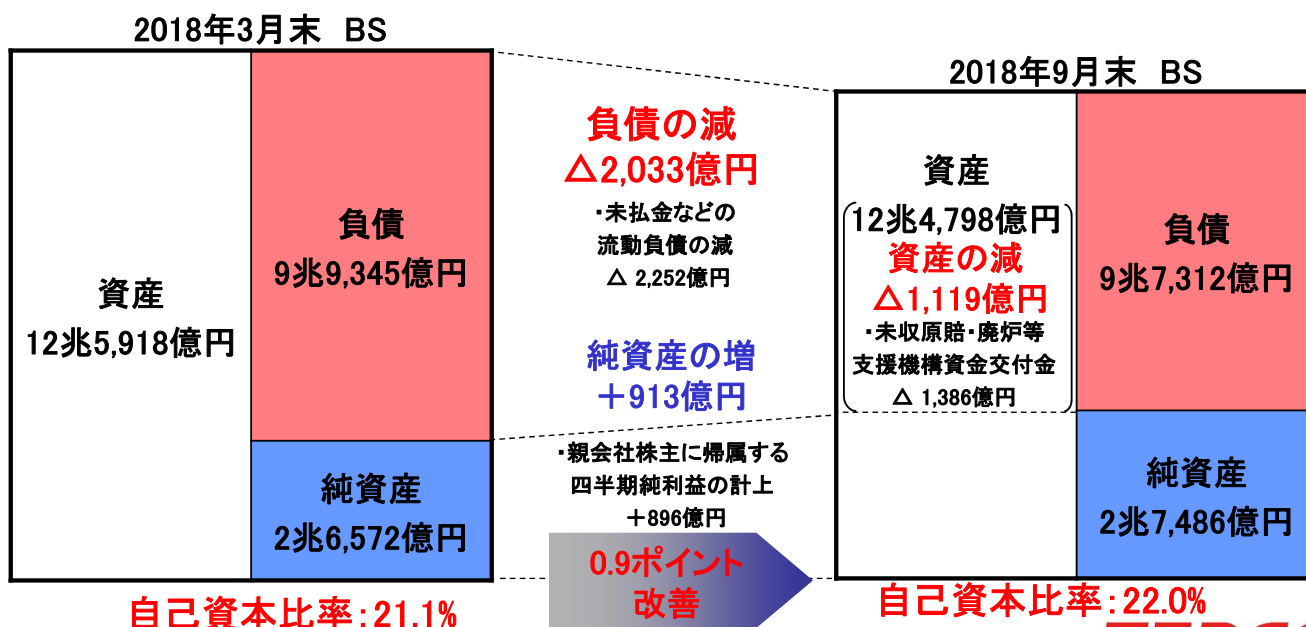 2018年3月末 BS
資産
12兆5,918億円
負債
9兆9,345億円
純資産
2兆6,572億円
自己資本比率:21.1%
負債の減
△2,033億円
・未払金などの
流動負債の減
△ 2,252億円
純資産の増
+913億円
・親会社株主に帰属する
四半期純利益の計上
+896億円
0.9ポイント
改善
2018年9月末 BS
資産
12兆4,798億円
資産の減
△1,119億円
・未収原賠・廃炉等
支援機構資金交付金
△ 1,386億円
負債
9兆7,312億円
純資産
2兆7,486億円
自己資本比率:22.0%